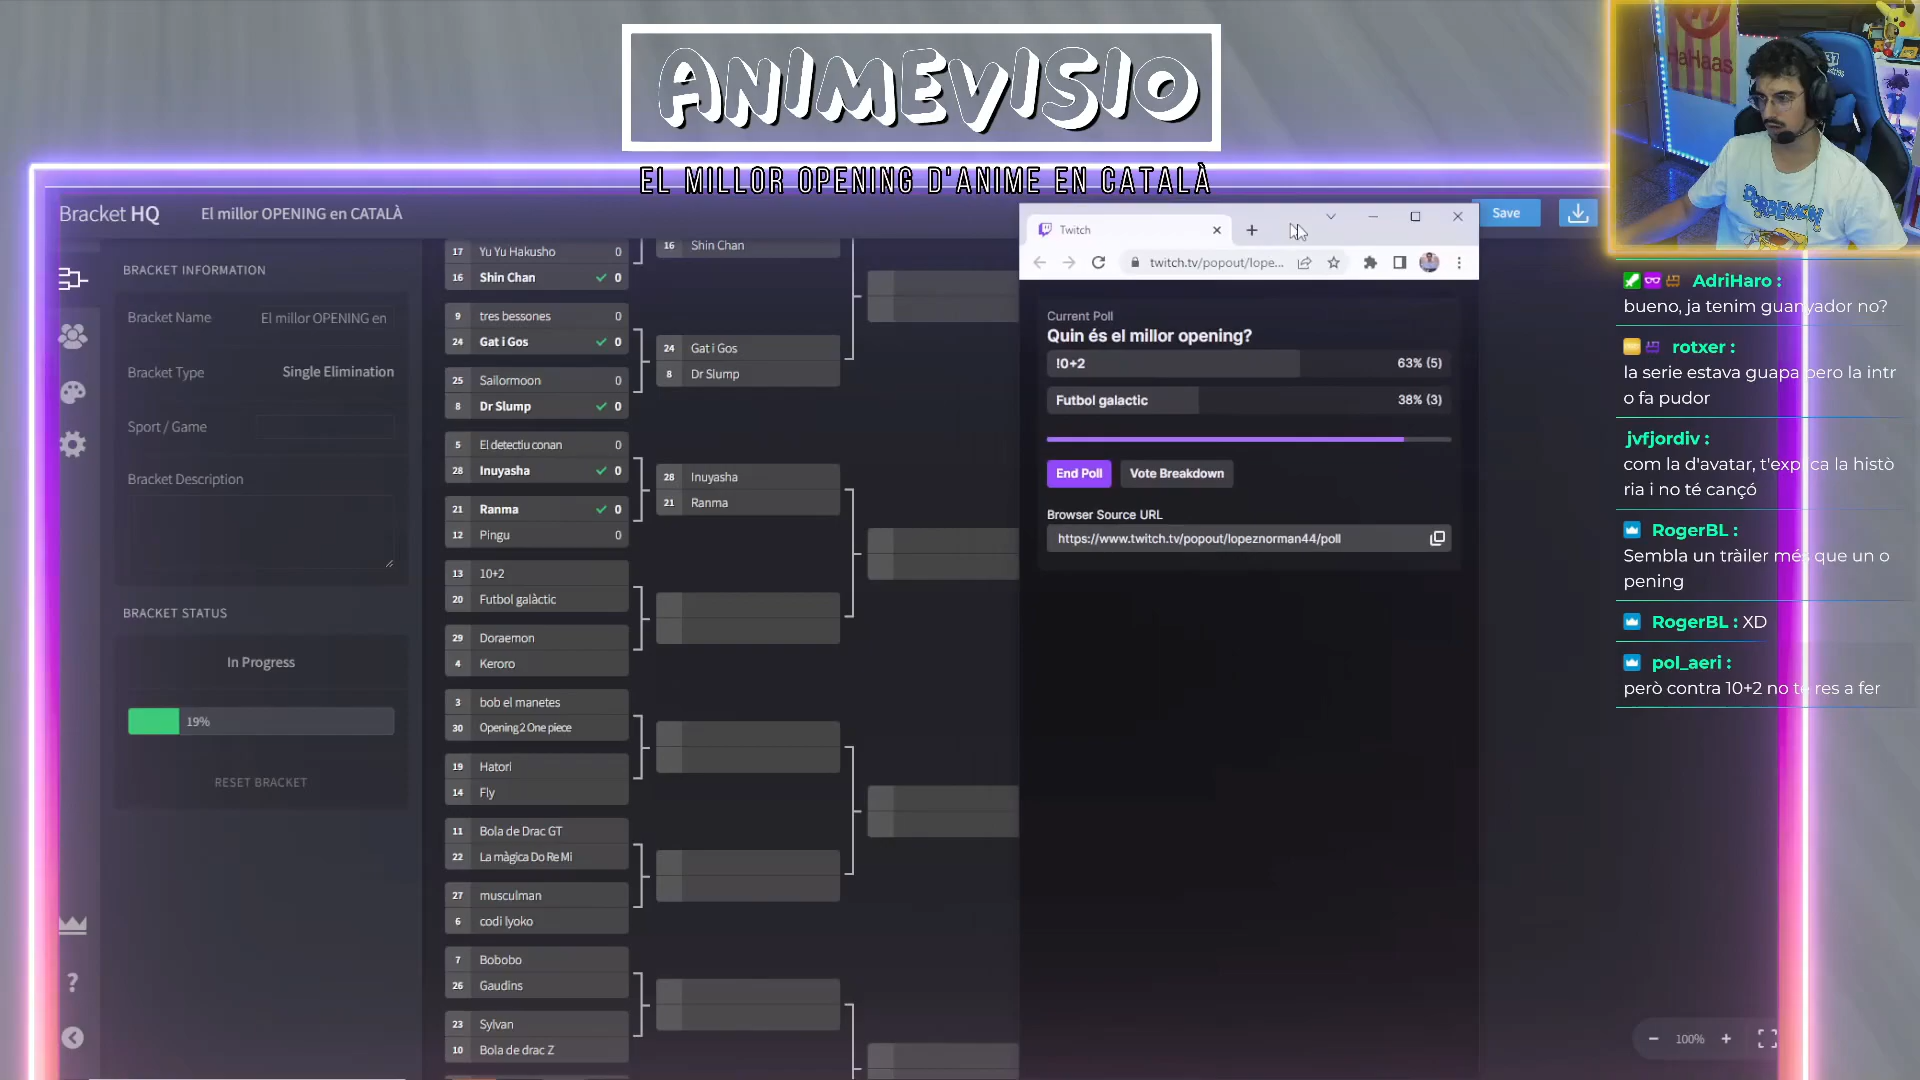 ANIMEVISIO
EL MILLOR OPENING D'ANIME EN CATALÀ
Bracket HQ
El millor OPENING en CATALÀ
Save
BRACKET INFORMATION
Bracket Name
El millor OPENING en
Bracket Type
Single Elimination
Sport / Game
Bracket Description
BRACKET STATUS
In Progress
19%
RESET BRACKET
?
17 Yu Yu Hakusho 0
16 Shin Chan 0
9 tres bessones 0
24 Gat i Gos 0
25 Sailormoon 0
8 Dr Slump 0
5 El detectiu conan 0
28 Inuyasha 0
21 Ranma 0
12 Pingu 0
13 10+2
20 Futbol galàctic
29 Doraemon
4 Keroro
3 bob el manetes
30 Opening 2 One piece
19 Hatori
14 Fly
11 Bola de Drac GT
22 La màgica Do Re Mi
27 musculman
6 codi lyoko
7 Bobobo
26 Gaudins
23 Sylvan
10 Bola de drac Z
16 Shin Chan
24 Gat i Gos
8 Dr Slump
28 Inuyasha
21 Ranma
Twitch
twitch.tv/popout/lope...
Current Poll
Quin és el millor opening?
!0+2 63% (5)
Futbol galactic 38% (3)
End Poll
Vote Breakdown
Browser Source URL
https://www.twitch.tv/popout/lopeznorman44/poll
HaHaas
AdriHaro :
bueno, ja tenim guanyador no?
rotxer :
la serie estava guapa pero la intr
o fa pudor
jvfjordiv :
com la d'avatar, t'explica la histò
ria i no té cançó
RogerBL :
Sembla un tràiler més que un o
pening
RogerBL : XD
pol_aeri :
però contra 10+2 no te res a fer
100%